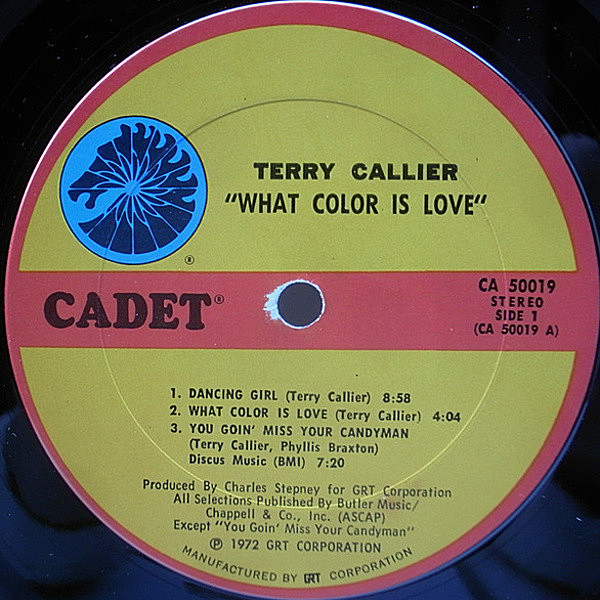 TERRY CALLIER
"WHAT COLOR IS LOVE"
®
CADET®
CA 50019
STEREO
SIDE 1
(CA 50019 A)
1. DANCING GIRL (Terry Callier) 8:58
2. WHAT COLOR IS LOVE (Terry Callier) 4:04
3. YOU GOIN' MISS YOUR CANDYMAN
(Terry Callier, Phyllis Braxton)
Discus Music (BMI) 7:20
Produced By Charles Stepney for GRT Corporation
All Selections Published By Butler Music/
Chappell & Co., Inc. (ASCAP)
Except "You Goin' Miss Your Candyman"
℗ 1972 GRT CORPORATION
MANUFACTURED BY GRT CORPORATION